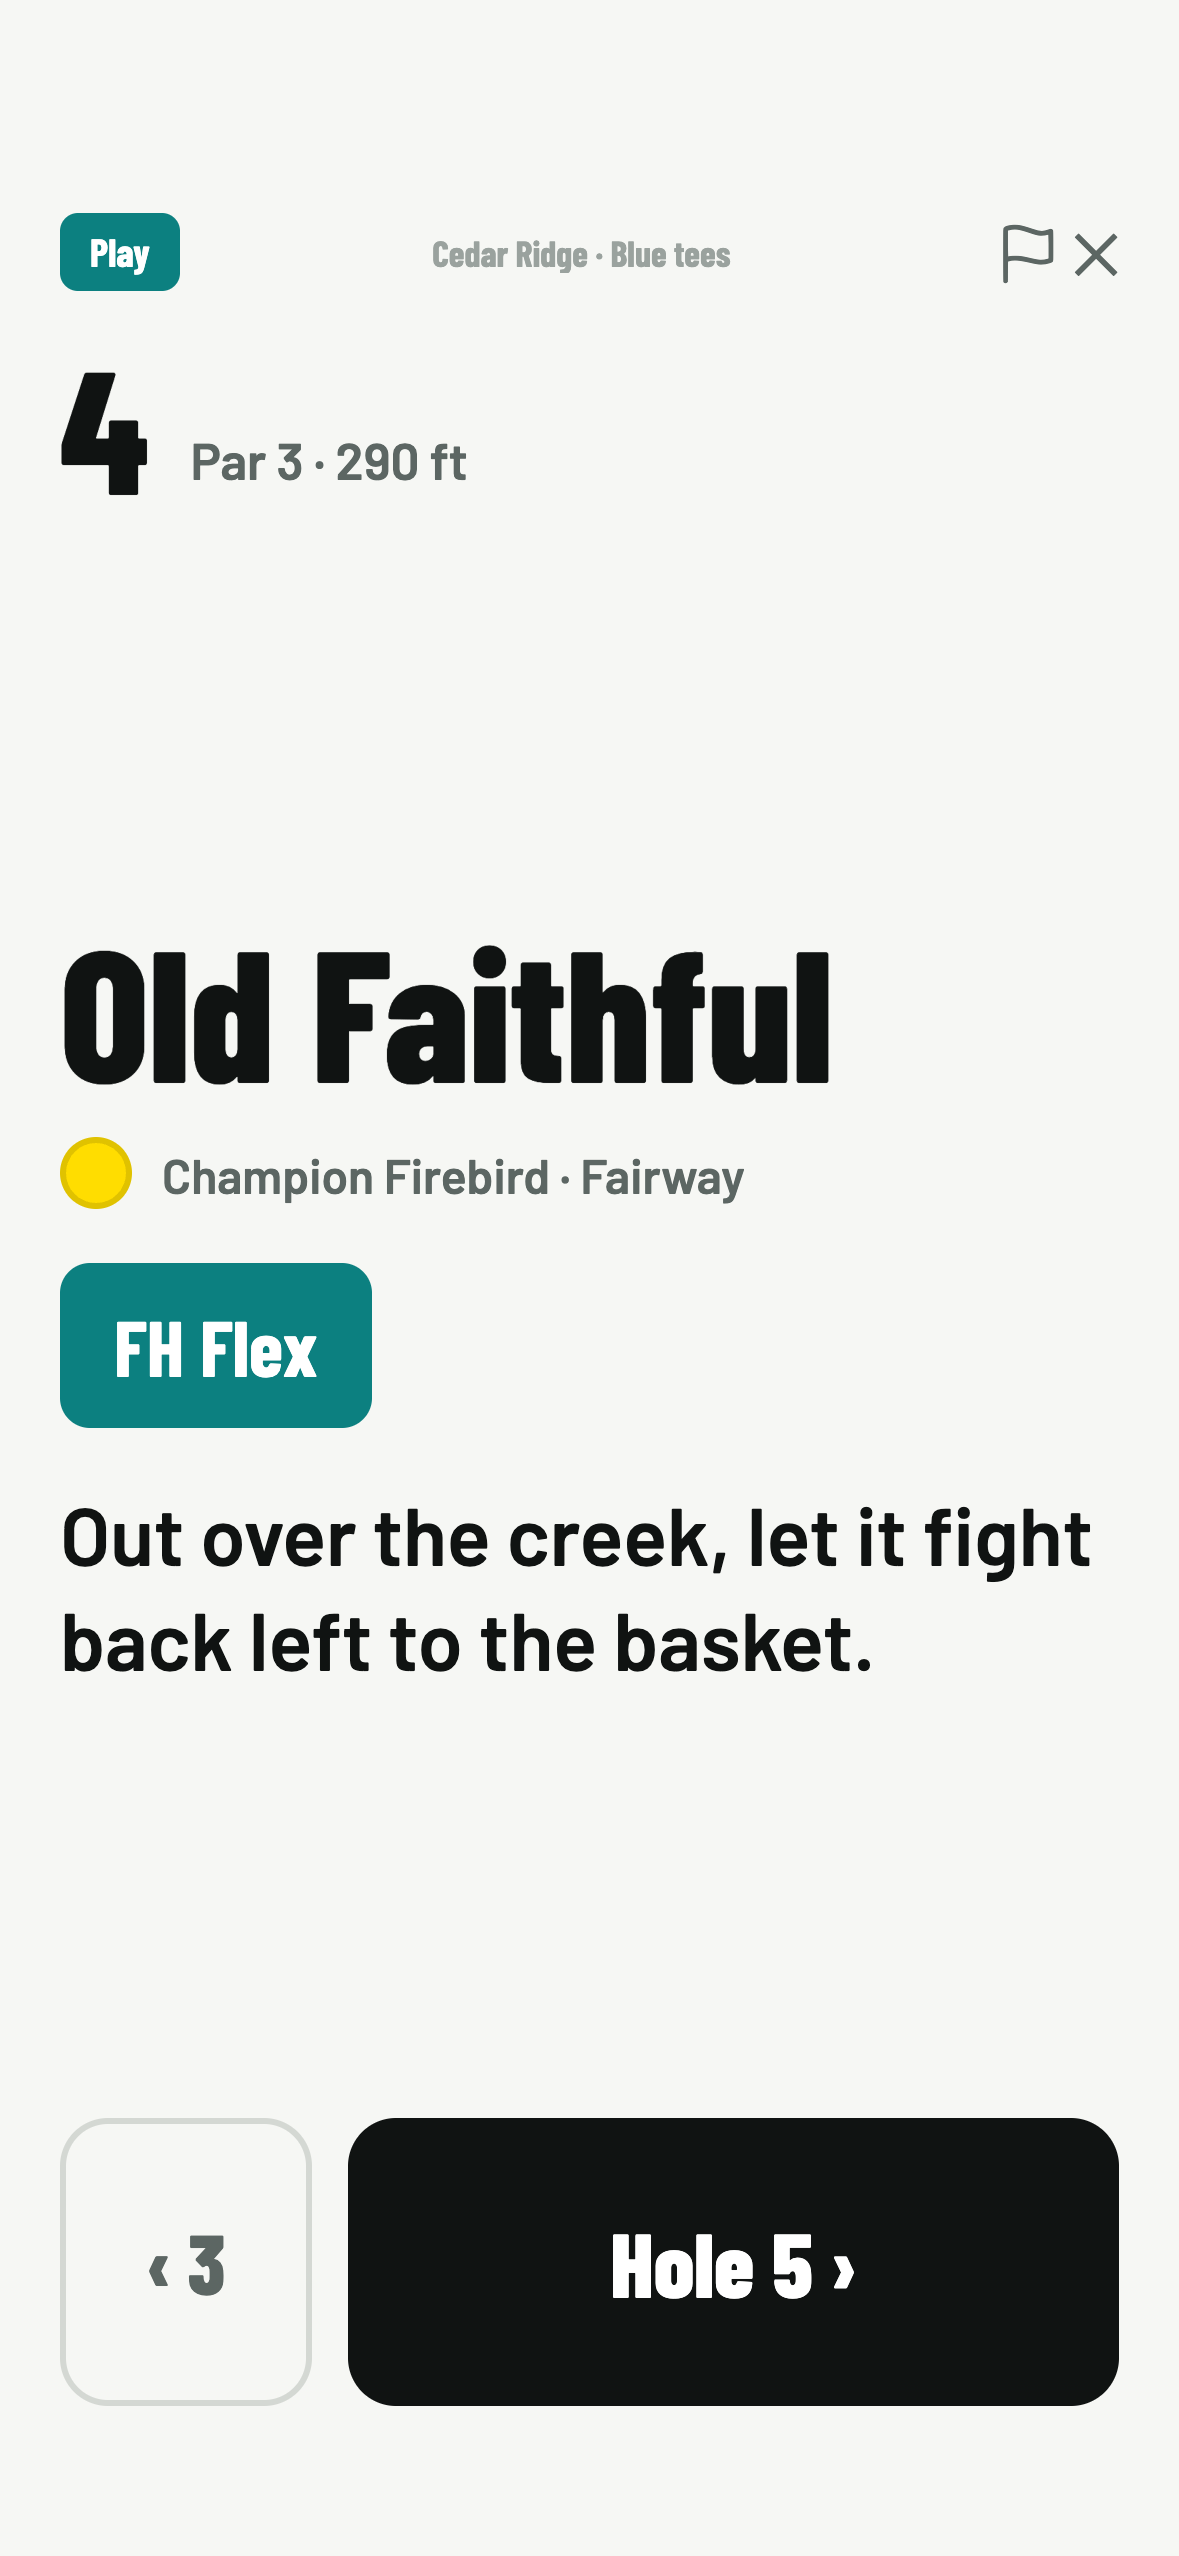 Play
Cedar Ridge · Blue tees
4
Par 3 · 290 ft
Old Faithful
Champion Firebird · Fairway
FH Flex
Out over the creek, let it fight
back left to the basket.
‹ 3
Hole 5 ›